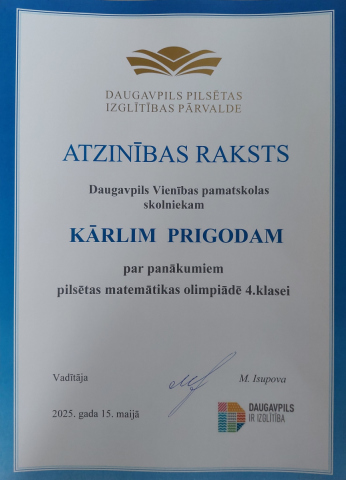 DAUGAVPILS PILSĒTAS
IZGLĪTĪBAS PĀRVALDE
ATZINĪBAS RAKSTS
Daugavpils Vienības pamatskolas
skolniekam
KĀRLIM PRIGODAM
par panākumiem
pilsētas matemātikas olimpiādē 4.klasei
Vadītāja
M. Isupova
2025. gada 15. maijā
DAUGAVPILS
IR IZGLĪTĪBA